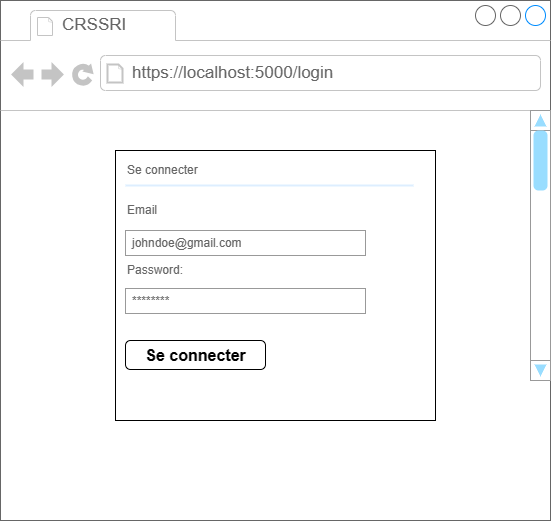 CRSSRI
https://localhost:5000/login
Se connecter
Email
johndoe@gmail.com
Password:
********
Se connecter